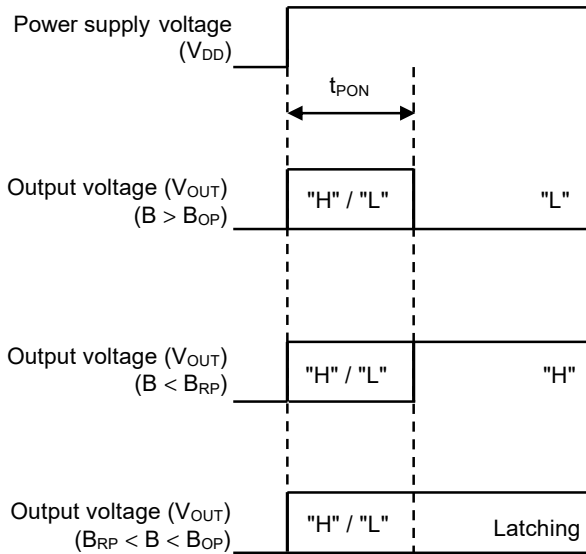 Power supply voltage
(VDD)
tPON
Output voltage (VOUT)
(B > BOP)
"H" / "L"
"L"
Output voltage (VOUT)
(B < BRP)
"H" / "L"
"H"
Output voltage (VOUT)
(BRP < B < BOP)
"H" / "L"
Latching